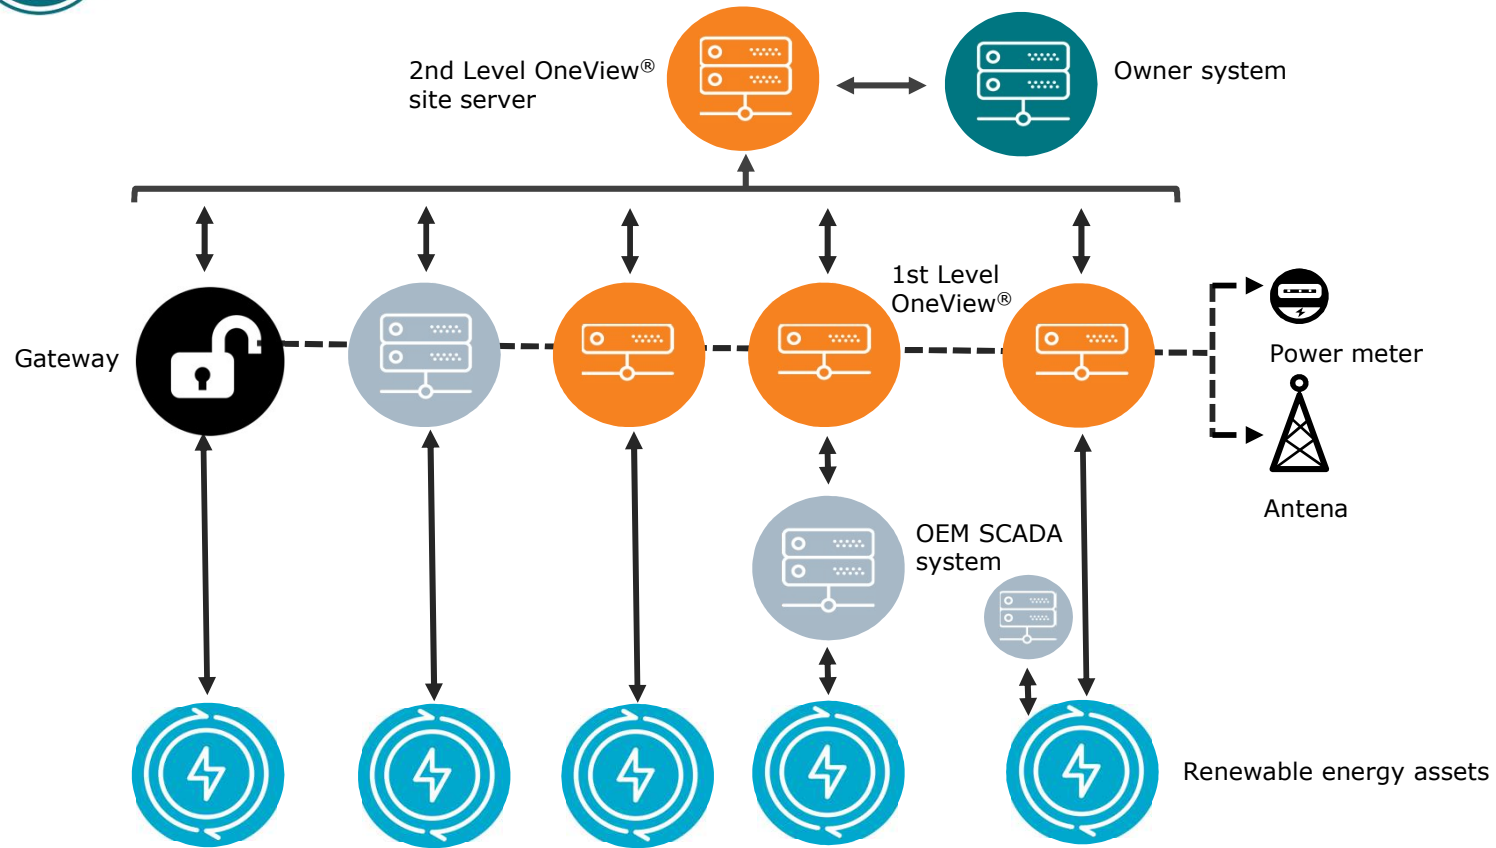 2nd Level OneView®
site server
Owner system
1st Level
OneView®
Gateway
Power meter
Antena
OEM SCADA
system
Renewable energy assets